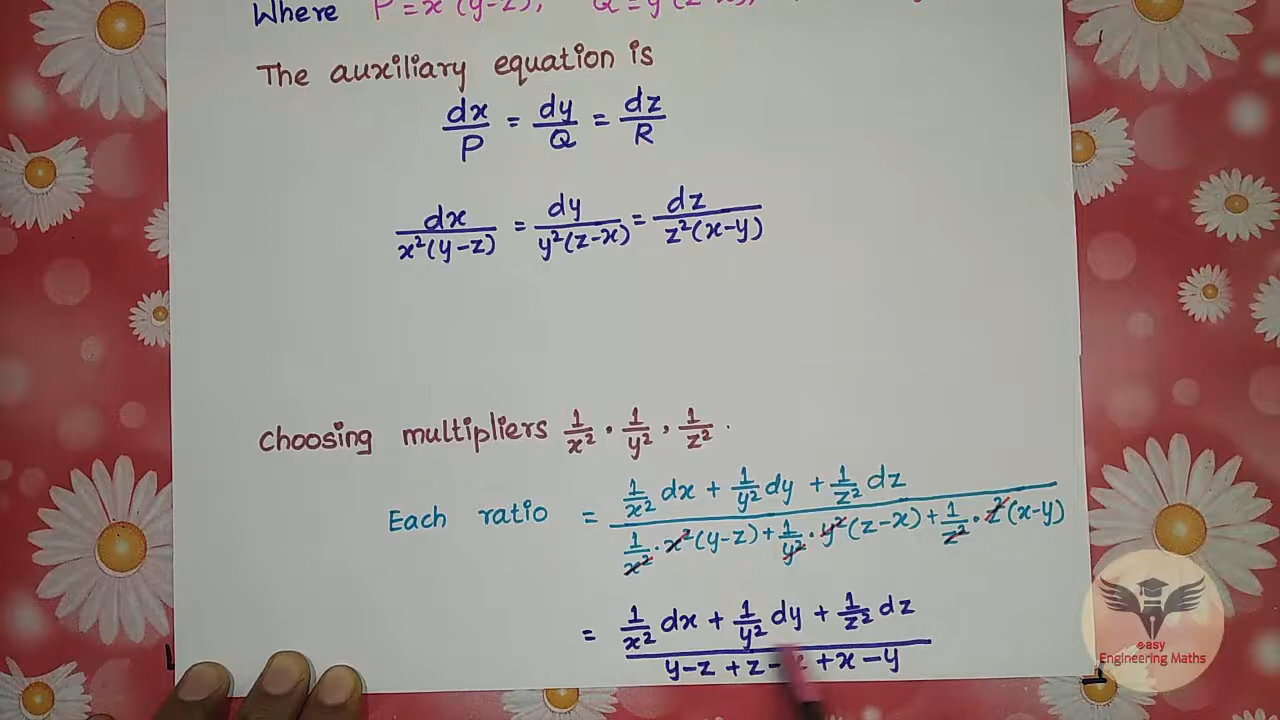 Where P = x²(y-z), Q = y²(z-x),
The auxiliary equation is
dx/P = dy/Q = dz/R
dx/x²(y-z) = dy/y²(z-x) = dz/z²(x-y)
Choosing multipliers 1/x², 1/y², 1/z².
Each ratio = (1/x² dx + 1/y² dy + 1/z² dz)/(1/x² · x²(y-z) + 1/y² · y²(z-x) + 1/z² · z²(x-y))
= (1/x² dx + 1/y² dy + 1/z² dz)/(y-z+z-x+x-y)
easy
Engineering Maths